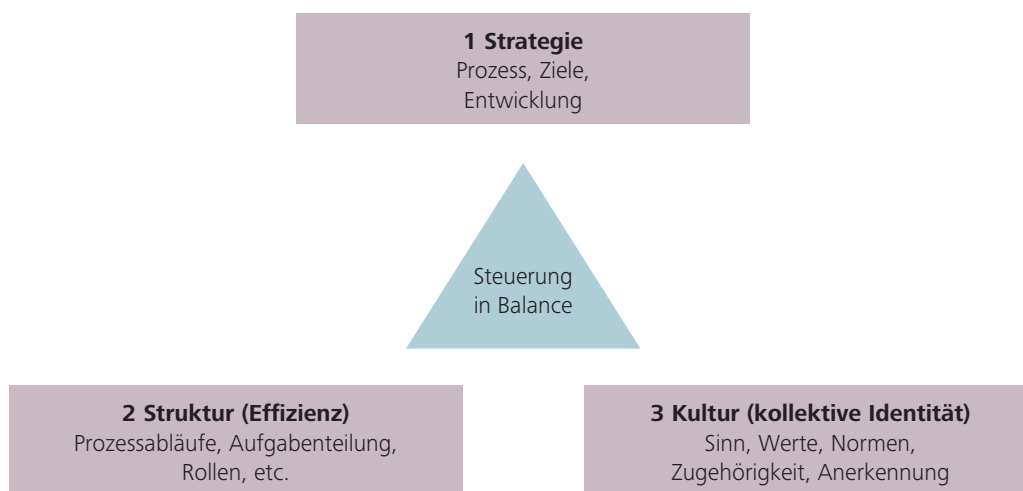 1 Strategie
Prozess, Ziele,
Entwicklung
Steuerung
in Balance
2 Struktur (Effizienz)
Prozessabläufe, Aufgabenteilung,
Rollen, etc.
3 Kultur (kollektive Identität)
Sinn, Werte, Normen,
Zugehörigkeit, Anerkennung